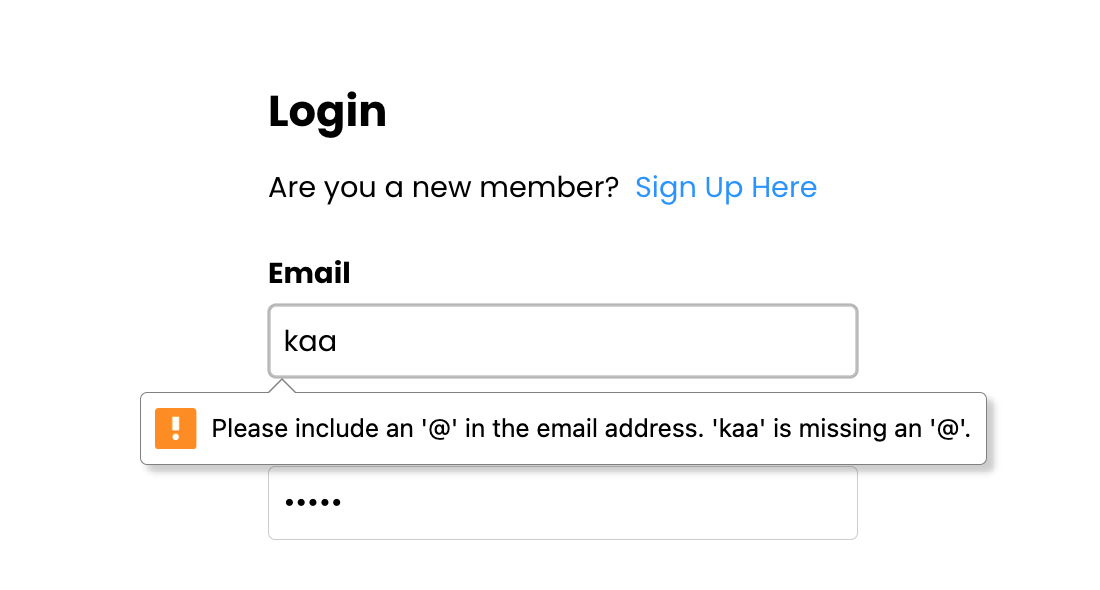 Login
Are you a new member? Sign Up Here
Email
kaa
Please include an '@' in the email address. 'kaa' is missing an '@'.
•••••